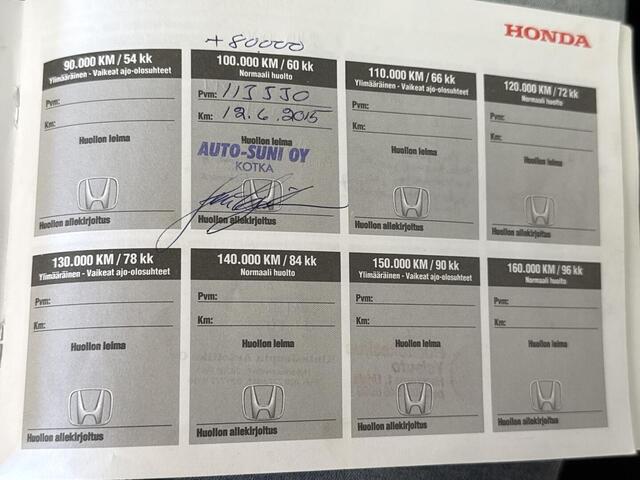 HONDA
+80000
90.000 KM / 54 kk
Ylimääräinen - Vaikeat ajo-olosuhteet
Pvm:
Km:
Huollon leima
Huollon allekirjoitus
100.000 KM / 60 kk
Normaali huolto
Pvm: 113530
Km: 12.6.2015
Huollon leima
AUTO-SUNI OY
KOTKA
Huollon allekirjoitus
110.000 KM / 66 kk
Ylimääräinen - Vaikeat ajo-olosuhteet
Pvm:
Km:
Huollon leima
Huollon allekirjoitus
120.000 KM / 72 kk
Normaali huolto
Pvm:
Km:
Huollon leima
Huollon allekirjoitus
130.000 KM / 78 kk
Ylimääräinen - Vaikeat ajo-olosuhteet
Pvm:
Km:
Huollon leima
Huollon allekirjoitus
140.000 KM / 84 kk
Normaali huolto
Pvm:
Km:
Huollon leima
Huollon allekirjoitus
150.000 KM / 90 kk
Ylimääräinen - Vaikeat ajo-olosuhteet
Pvm:
Km:
Huollon leima
Huollon allekirjoitus
160.000 KM / 96 kk
Normaali huolto
Pvm:
Km:
Huollon leima
Huollon allekirjoitus